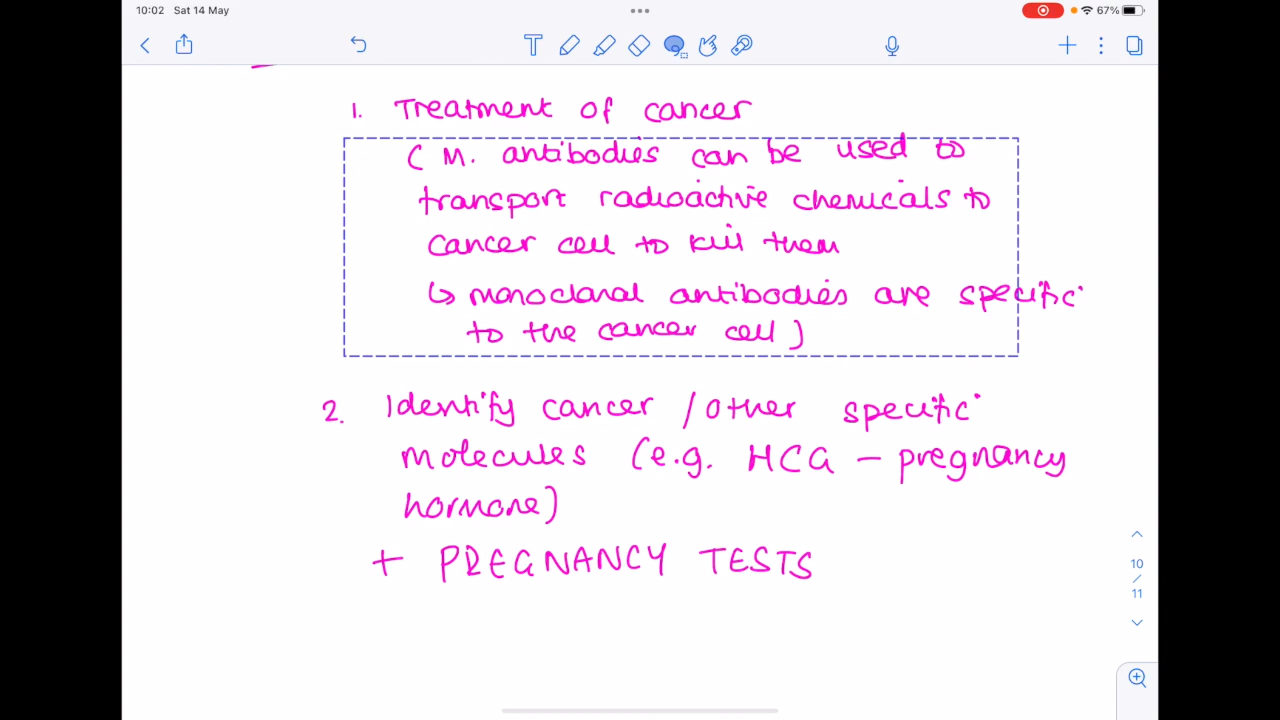 10:02 Sat 14 May
67%
1. Treatment of cancer
( M. antibodies can be used to
transport radioactive chemicals to
cancer cell to kill them
↳ monoclonal antibodies are specific
to the cancer cell )
2. Identify cancer / other specific
molecules (e.g. HCG – pregnancy
hormone)
+ PREGNANCY TESTS
10
/
11